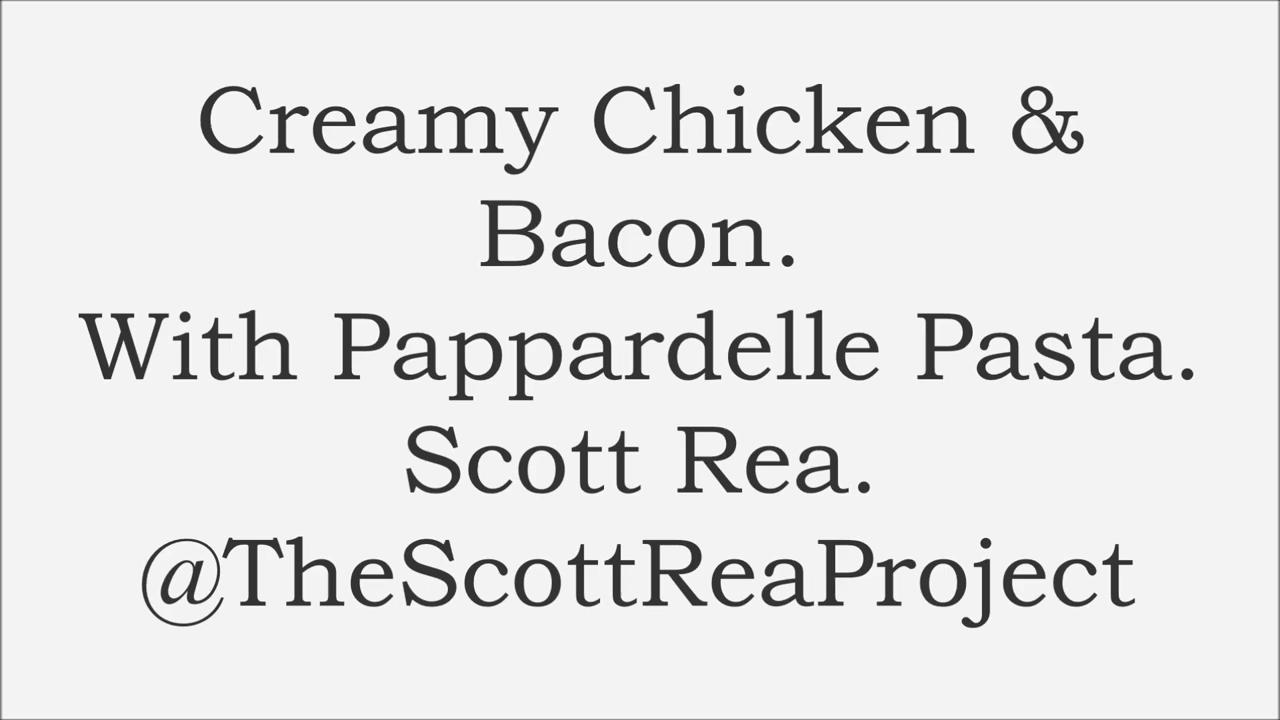 Creamy Chicken &
Bacon.
With Pappardelle Pasta.
Scott Rea.
@TheScottReaProject